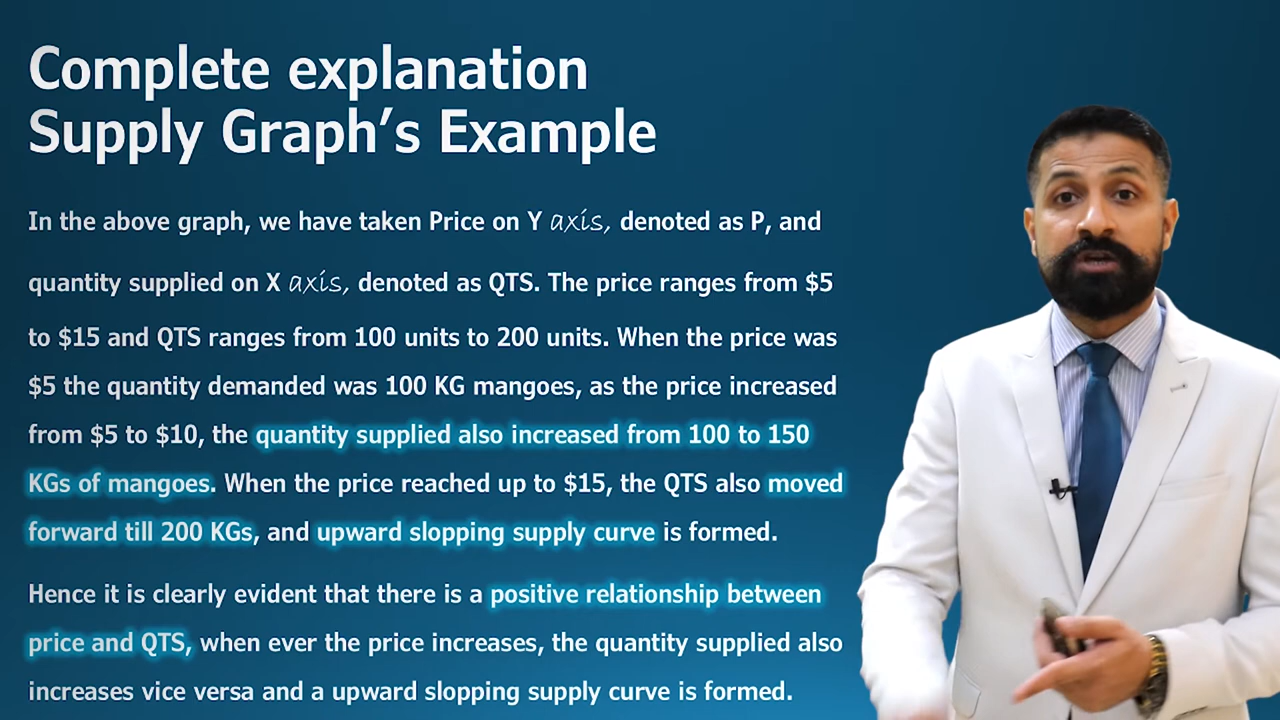 Complete explanation
Supply Graph’s Example
In the above graph, we have taken Price on Y axis, denoted as P, and
quantity supplied on X axis, denoted as QTS. The price ranges from $5
to $15 and QTS ranges from 100 units to 200 units. When the price was
$5 the quantity demanded was 100 KG mangoes, as the price increased
from $5 to $10, the quantity supplied also increased from 100 to 150
KGs of mangoes. When the price reached up to $15, the QTS also moved
forward till 200 KGs, and upward slopping supply curve is formed.
Hence it is clearly evident that there is a positive relationship between
price and QTS, when ever the price increases, the quantity supplied also
increases vice versa and a upward slopping supply curve is formed.